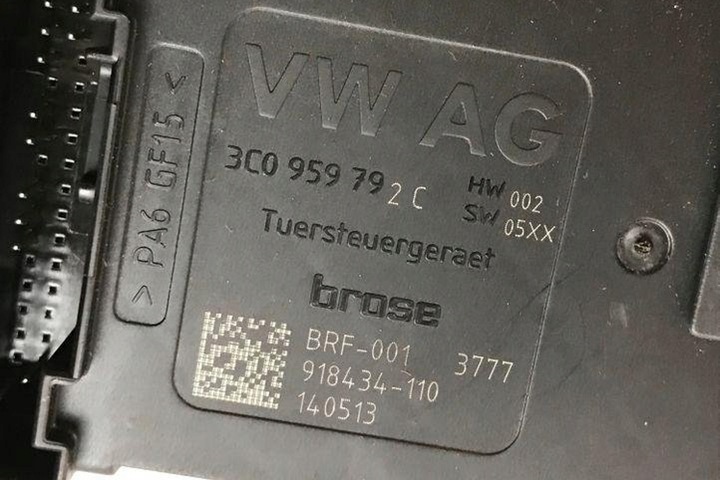 > PA6 GF15 <
VW AG
3C0 959 79 2 C HW 002
SW 05XX
Tuersteuergeraet
brose
BRF-001 3777
918434-110
140513